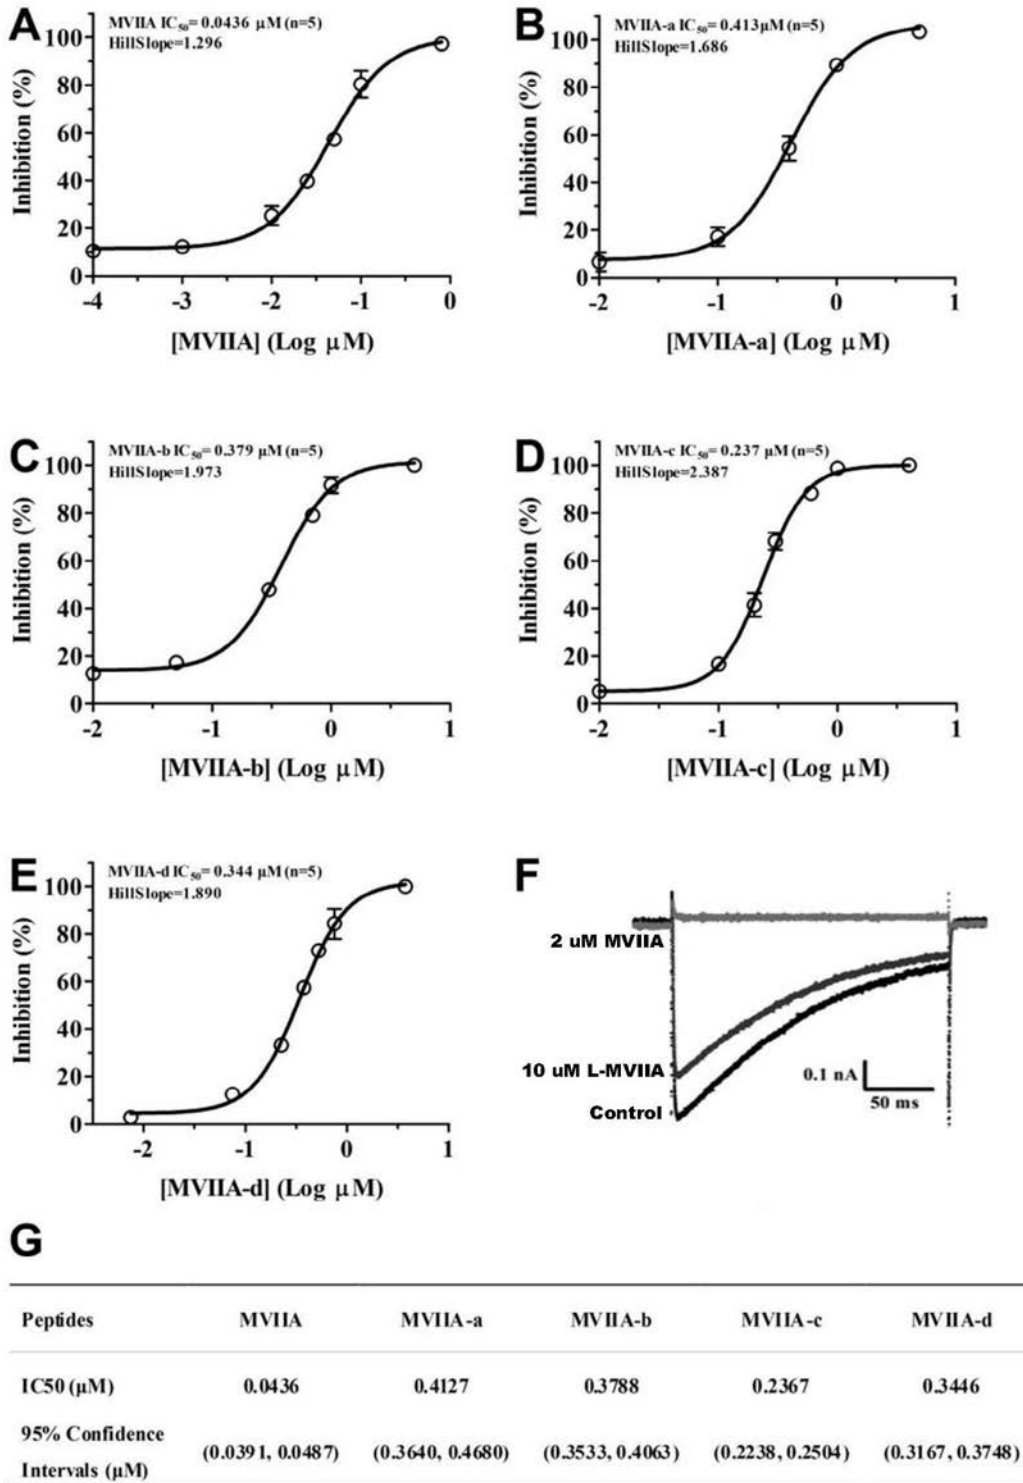 A
MVIIA IC50= 0.0436 μM (n=5)
HillSlope=1.296
Inhibition (%)
100
80
60
40
20
0
-4 -3 -2 -1 0
[MVIIA] (Log μM)
B
MVIIA-a IC50= 0.413μM (n=5)
HillSlope=1.686
Inhibition (%)
100
80
60
40
20
0
-2 -1 0 1
[MVIIA-a] (Log μM)
C
MVIIA-b IC50= 0.379 μM (n=5)
HillSlope=1.973
Inhibition (%)
100
80
60
40
20
0
-2 -1 0 1
[MVIIA-b] (Log μM)
D
MVIIA-c IC50= 0.237 μM (n=5)
HillSlope=2.387
Inhibition (%)
100
80
60
40
20
0
-2 -1 0 1
[MVIIA-c] (Log μM)
E
MVIIA-d IC50= 0.344 μM (n=5)
HillSlope=1.890
Inhibition (%)
100
80
60
40
20
0
-2 -1 0 1
[MVIIA-d] (Log μM)
F
2 uM MVIIA
10 uM L-MVIIA
Control
0.1 nA
50 ms
G
Peptides MVIIA MVIIA-a MVIIA-b MVIIA-c MVIIA-d
IC50 (μM) 0.0436 0.4127 0.3788 0.2367 0.3446
95% Confidence
Intervals (μM) (0.0391, 0.0487) (0.3640, 0.4680) (0.3533, 0.4063) (0.2238, 0.2504) (0.3167, 0.3748)